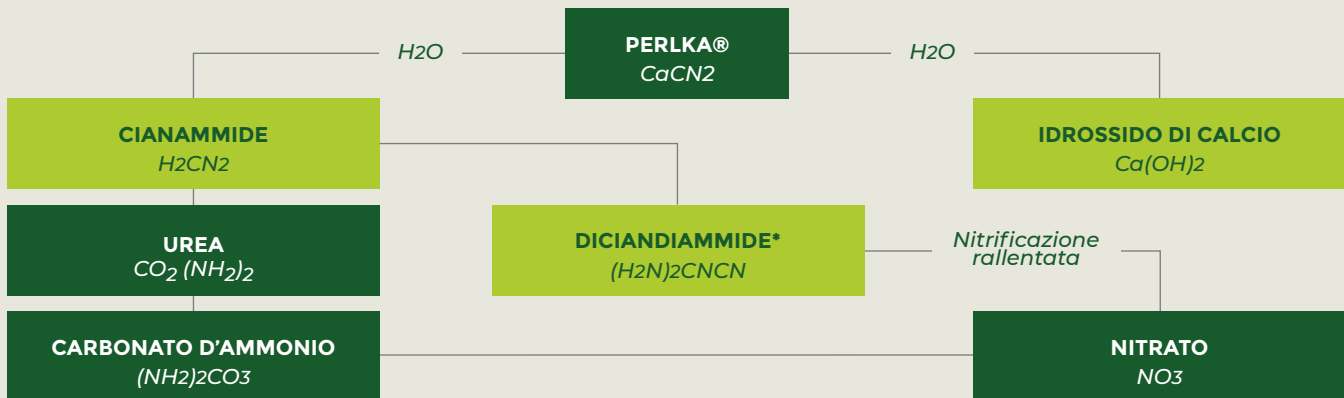 PERLKA®
CaCN2
H2O
H2O
CIANAMMIDE
H2CN2
IDROSSIDO DI CALCIO
Ca(OH)2
UREA
CO2 (NH2)2
DICIANDIAMMIDE*
(H2N)2CNCN
Nitrificazione
rallentata
CARBONATO D’AMMONIO
(NH2)2CO3
NITRATO
NO3